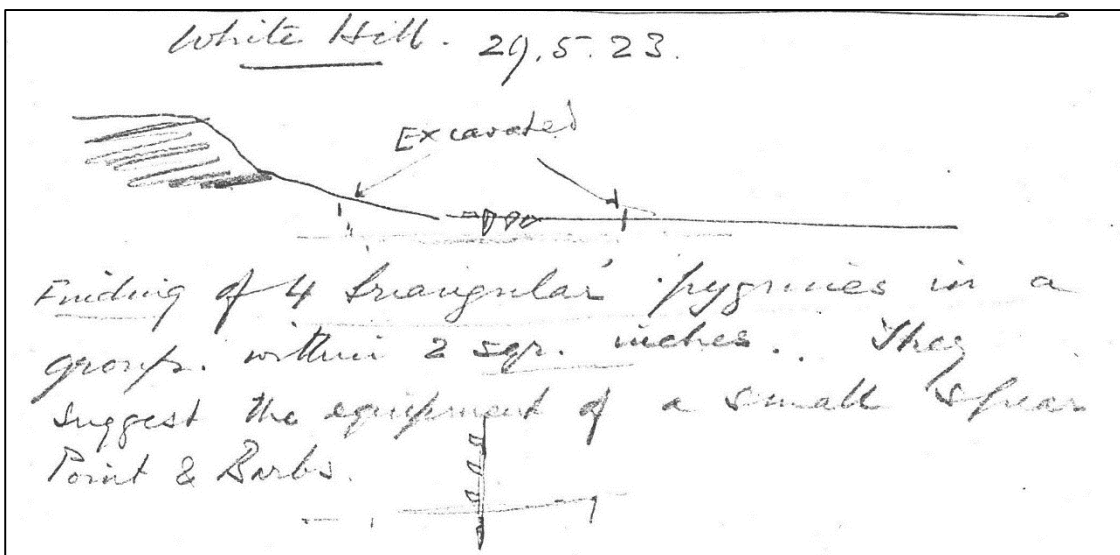 White Hill. 29.5.23.
Excavated
Finding of 4 triangular pygmies in a
group. within 2 sqr. inches.. They
suggest the equipment of a small spear
Point & Barbs.